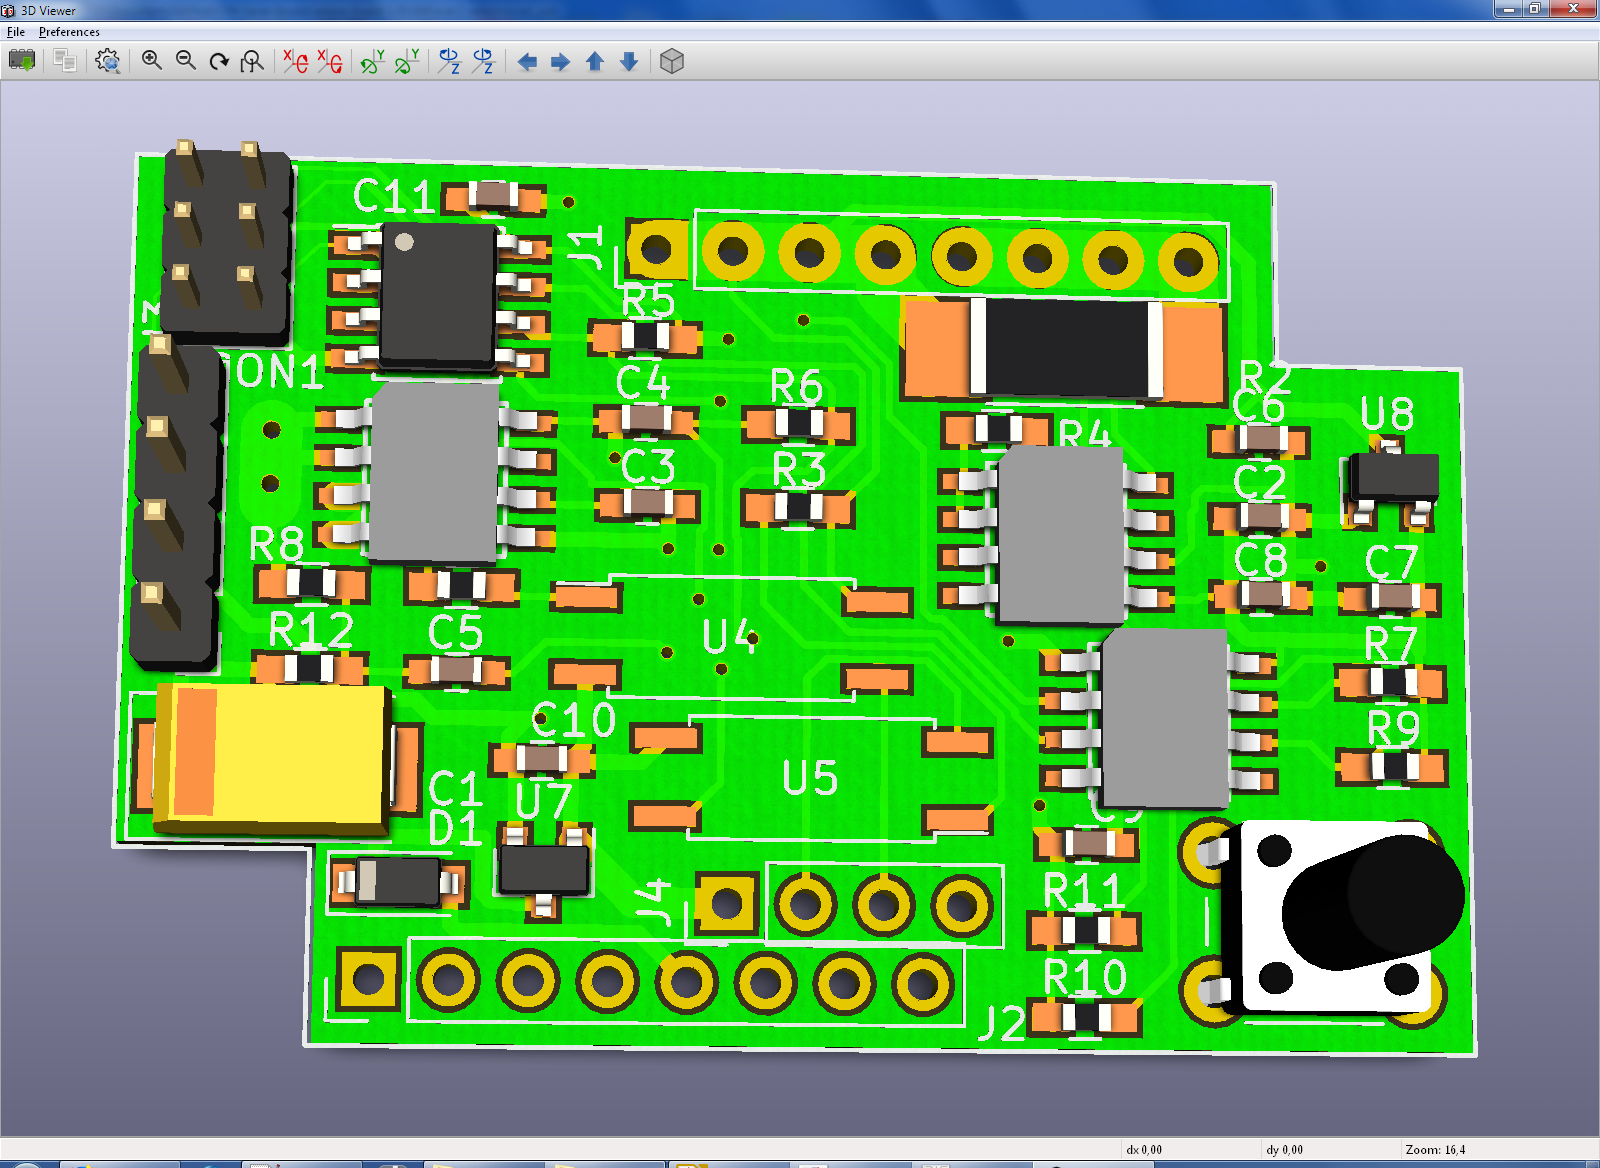 3D Viewer
File Preferences
X X Y Y Z Z
C11
J1
R5
ON1
C4
R6
R2
C6
U8
R4
C3
R3
C2
R8
C8
C7
R12
C5
U4
R7
C10
R9
C1
U7
U5
D1
J4
R11
R10
J2
dx 0,00 dy 0,00 Zoom: 16,4